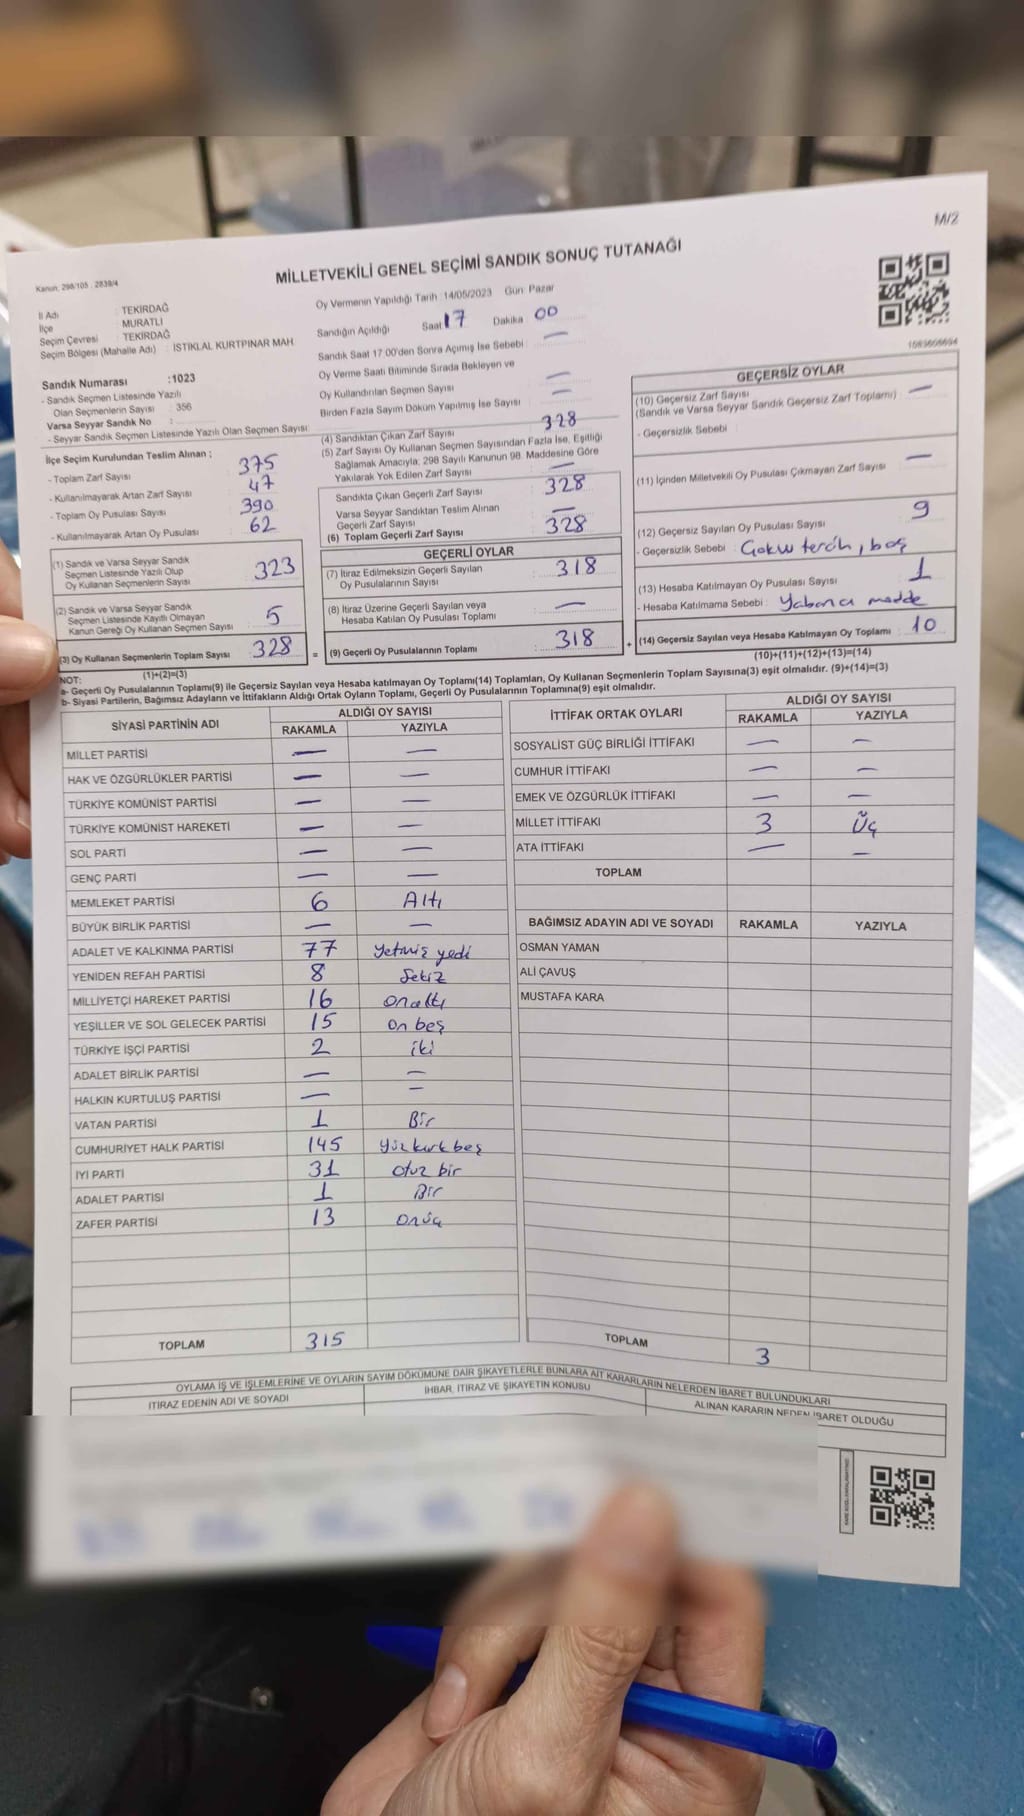 M/2
MİLLETVEKİLİ GENEL SEÇİMİ SANDIK SONUÇ TUTANAĞI
Kanun: 298/105 , 2839/4
İl Adı : TEKİRDAĞ
İlçe : MURATLI
Seçim Çevresi : TEKİRDAĞ
Seçim Bölgesi (Mahalle Adı) : İSTİKLAL KURTPINAR MAH.
Sandık Numarası :1023
- Sandık Seçmen Listesinde Yazılı
Olan Seçmenlerin Sayısı : 356
Varsa Seyyar Sandık No :
- Seyyar Sandık Seçmen Listesinde Yazılı Olan Seçmen Sayısı:
İlçe Seçim Kurulundan Teslim Alınan ;
- Toplam Zarf Sayısı : 375
- Kullanılmayarak Artan Zarf Sayısı : 47
- Toplam Oy Pusulası Sayısı : 390
- Kullanılmayarak Artan Oy Pusulası : 62
(1) Sandık ve Varsa Seyyar Sandık
Seçmen Listesinde Yazılı Olup
Oy Kullanan Seçmenlerin Sayısı : 323
(2) Sandık ve Varsa Seyyar Sandık
Seçmen Listesinde Kayıtlı Olmayan
Kanun Gereği Oy Kullanan Seçmen Sayısı : 5
(3) Oy Kullanan Seçmenlerin Toplam Sayısı : 328
(1)+(2)=(3)
Oy Vermenin Yapıldığı Tarih :14/05/2023 Gün: Pazar
Sandığın Açıldığı Saat 17 Dakika : 00
Sandık Saat 17:00'den Sonra Açılmış İse Sebebi : —
Oy Verme Saati Bitiminde Sırada Bekleyen ve
Oy Kullandırılan Seçmen Sayısı : —
Birden Fazla Sayım Döküm Yapılmış İse Sayısı : —
(4) Sandıktan Çıkan Zarf Sayısı : 328
(5) Zarf Sayısı Oy Kullanan Seçmen Sayısından Fazla İse, Eşitliği
Sağlamak Amacıyla; 298 Sayılı Kanunun 98. Maddesine Göre
Yakılarak Yok Edilen Zarf Sayısı : —
Sandıkta Çıkan Geçerli Zarf Sayısı : 328
Varsa Seyyar Sandıktan Teslim Alınan
Geçerli Zarf Sayısı : —
(6) Toplam Geçerli Zarf Sayısı : 328
GEÇERLİ OYLAR
(7) İtiraz Edilmeksizin Geçerli Sayılan
Oy Pusulalarının Sayısı : 318
(8) İtiraz Üzerine Geçerli Sayılan veya
Hesaba Katılan Oy Pusulası Toplamı : —
= (9) Geçerli Oy Pusulalarının Toplamı : 318 +
1083606694
GEÇERSİZ OYLAR
(10) Geçersiz Zarf Sayısı
(Sandık ve Varsa Seyyar Sandık Geçersiz Zarf Toplamı) : —
- Geçersizlik Sebebi :
(11) İçinden Milletvekili Oy Pusulası Çıkmayan Zarf Sayısı : —
(12) Geçersiz Sayılan Oy Pusulası Sayısı : 9
- Geçersizlik Sebebi : tercih, boş
(13) Hesaba Katılmayan Oy Pusulası Sayısı : 1
- Hesaba Katılmama Sebebi : Yabancı madde
(14) Geçersiz Sayılan veya Hesaba Katılmayan Oy Toplamı : 10
(10)+(11)+(12)+(13)=(14)
NOT:
a- Geçerli Oy Pusulalarının Toplamı(9) ile Geçersiz Sayılan veya Hesaba katılmayan Oy Toplamı(14) Toplamları, Oy Kullanan Seçmenlerin Toplam Sayısına(3) eşit olmalıdır. (9)+(14)=(3)
b- Siyasi Partilerin, Bağımsız Adayların ve İttifakların Aldığı Ortak Oyların Toplamı, Geçerli Oy Pusulalarının Toplamına(9) eşit olmalıdır.
SİYASİ PARTİNİN ADI ALDIĞI OY SAYISI
RAKAMLA YAZIYLA
MİLLET PARTİSİ — —
HAK VE ÖZGÜRLÜKLER PARTİSİ — —
TÜRKİYE KOMÜNİST PARTİSİ — —
TÜRKİYE KOMÜNİST HAREKETİ — —
SOL PARTİ — —
GENÇ PARTİ — —
MEMLEKET PARTİSİ 6 Altı
BÜYÜK BİRLİK PARTİSİ — —
ADALET VE KALKINMA PARTİSİ 77 Yetmiş yedi
YENİDEN REFAH PARTİSİ 8 Sekiz
MİLLİYETÇİ HAREKET PARTİSİ 16 onaltı
YEŞİLLER VE SOL GELECEK PARTİSİ 15 on beş
TÜRKİYE İŞÇİ PARTİSİ 2 iki
ADALET BİRLİK PARTİSİ — —
HALKIN KURTULUŞ PARTİSİ — —
VATAN PARTİSİ 1 Bir
CUMHURİYET HALK PARTİSİ 145 Yüz kırk beş
İYİ PARTİ 31 otuz bir
ADALET PARTİSİ 1 Bir
ZAFER PARTİSİ 13 onüç
TOPLAM 315
İTTİFAK ORTAK OYLARI ALDIĞI OY SAYISI
RAKAMLA YAZIYLA
SOSYALİST GÜÇ BİRLİĞİ İTTİFAKI — —
CUMHUR İTTİFAKI — —
EMEK VE ÖZGÜRLÜK İTTİFAKI — —
MİLLET İTTİFAKI 3 Üç
ATA İTTİFAKI — —
TOPLAM
BAĞIMSIZ ADAYIN ADI VE SOYADI RAKAMLA YAZIYLA
OSMAN YAMAN
ALİ ÇAVUŞ
MUSTAFA KARA
TOPLAM 3
OYLAMA İŞ VE İŞLEMLERİNE VE OYLARIN SAYIM DÖKÜMÜNE DAİR ŞİKAYETLERLE BUNLARA AİT KARARLARIN NELERDEN İBARET BULUNDUKLARI
İTİRAZ EDENİN ADI VE SOYADI İHBAR, İTİRAZ VE ŞİKAYETİN KONUSU ALINAN KARARIN NEDEN İBARET OLDUĞU